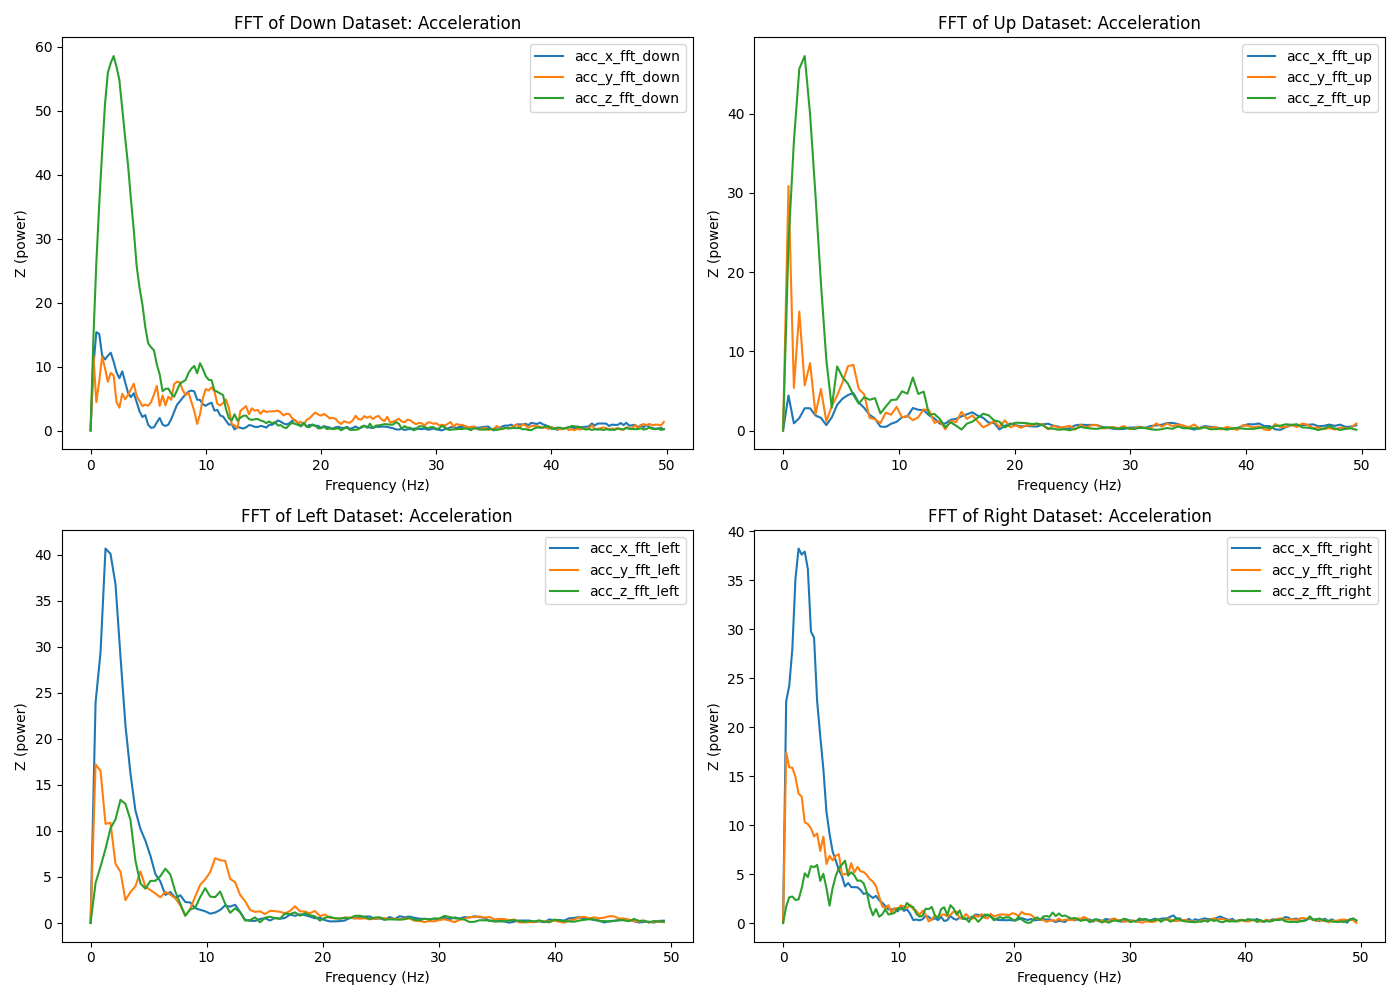 FFT of Down Dataset: Acceleration
60
50
40
30
20
10
0
Z (power)
acc_x_fft_down
acc_y_fft_down
acc_z_fft_down
0 10 20 30 40 50
Frequency (Hz)
FFT of Up Dataset: Acceleration
40
30
20
10
0
Z (power)
acc_x_fft_up
acc_y_fft_up
acc_z_fft_up
0 10 20 30 40 50
Frequency (Hz)
FFT of Left Dataset: Acceleration
40
35
30
25
20
15
10
5
0
Z (power)
acc_x_fft_left
acc_y_fft_left
acc_z_fft_left
0 10 20 30 40 50
Frequency (Hz)
FFT of Right Dataset: Acceleration
40
35
30
25
20
15
10
5
0
Z (power)
acc_x_fft_right
acc_y_fft_right
acc_z_fft_right
0 10 20 30 40 50
Frequency (Hz)